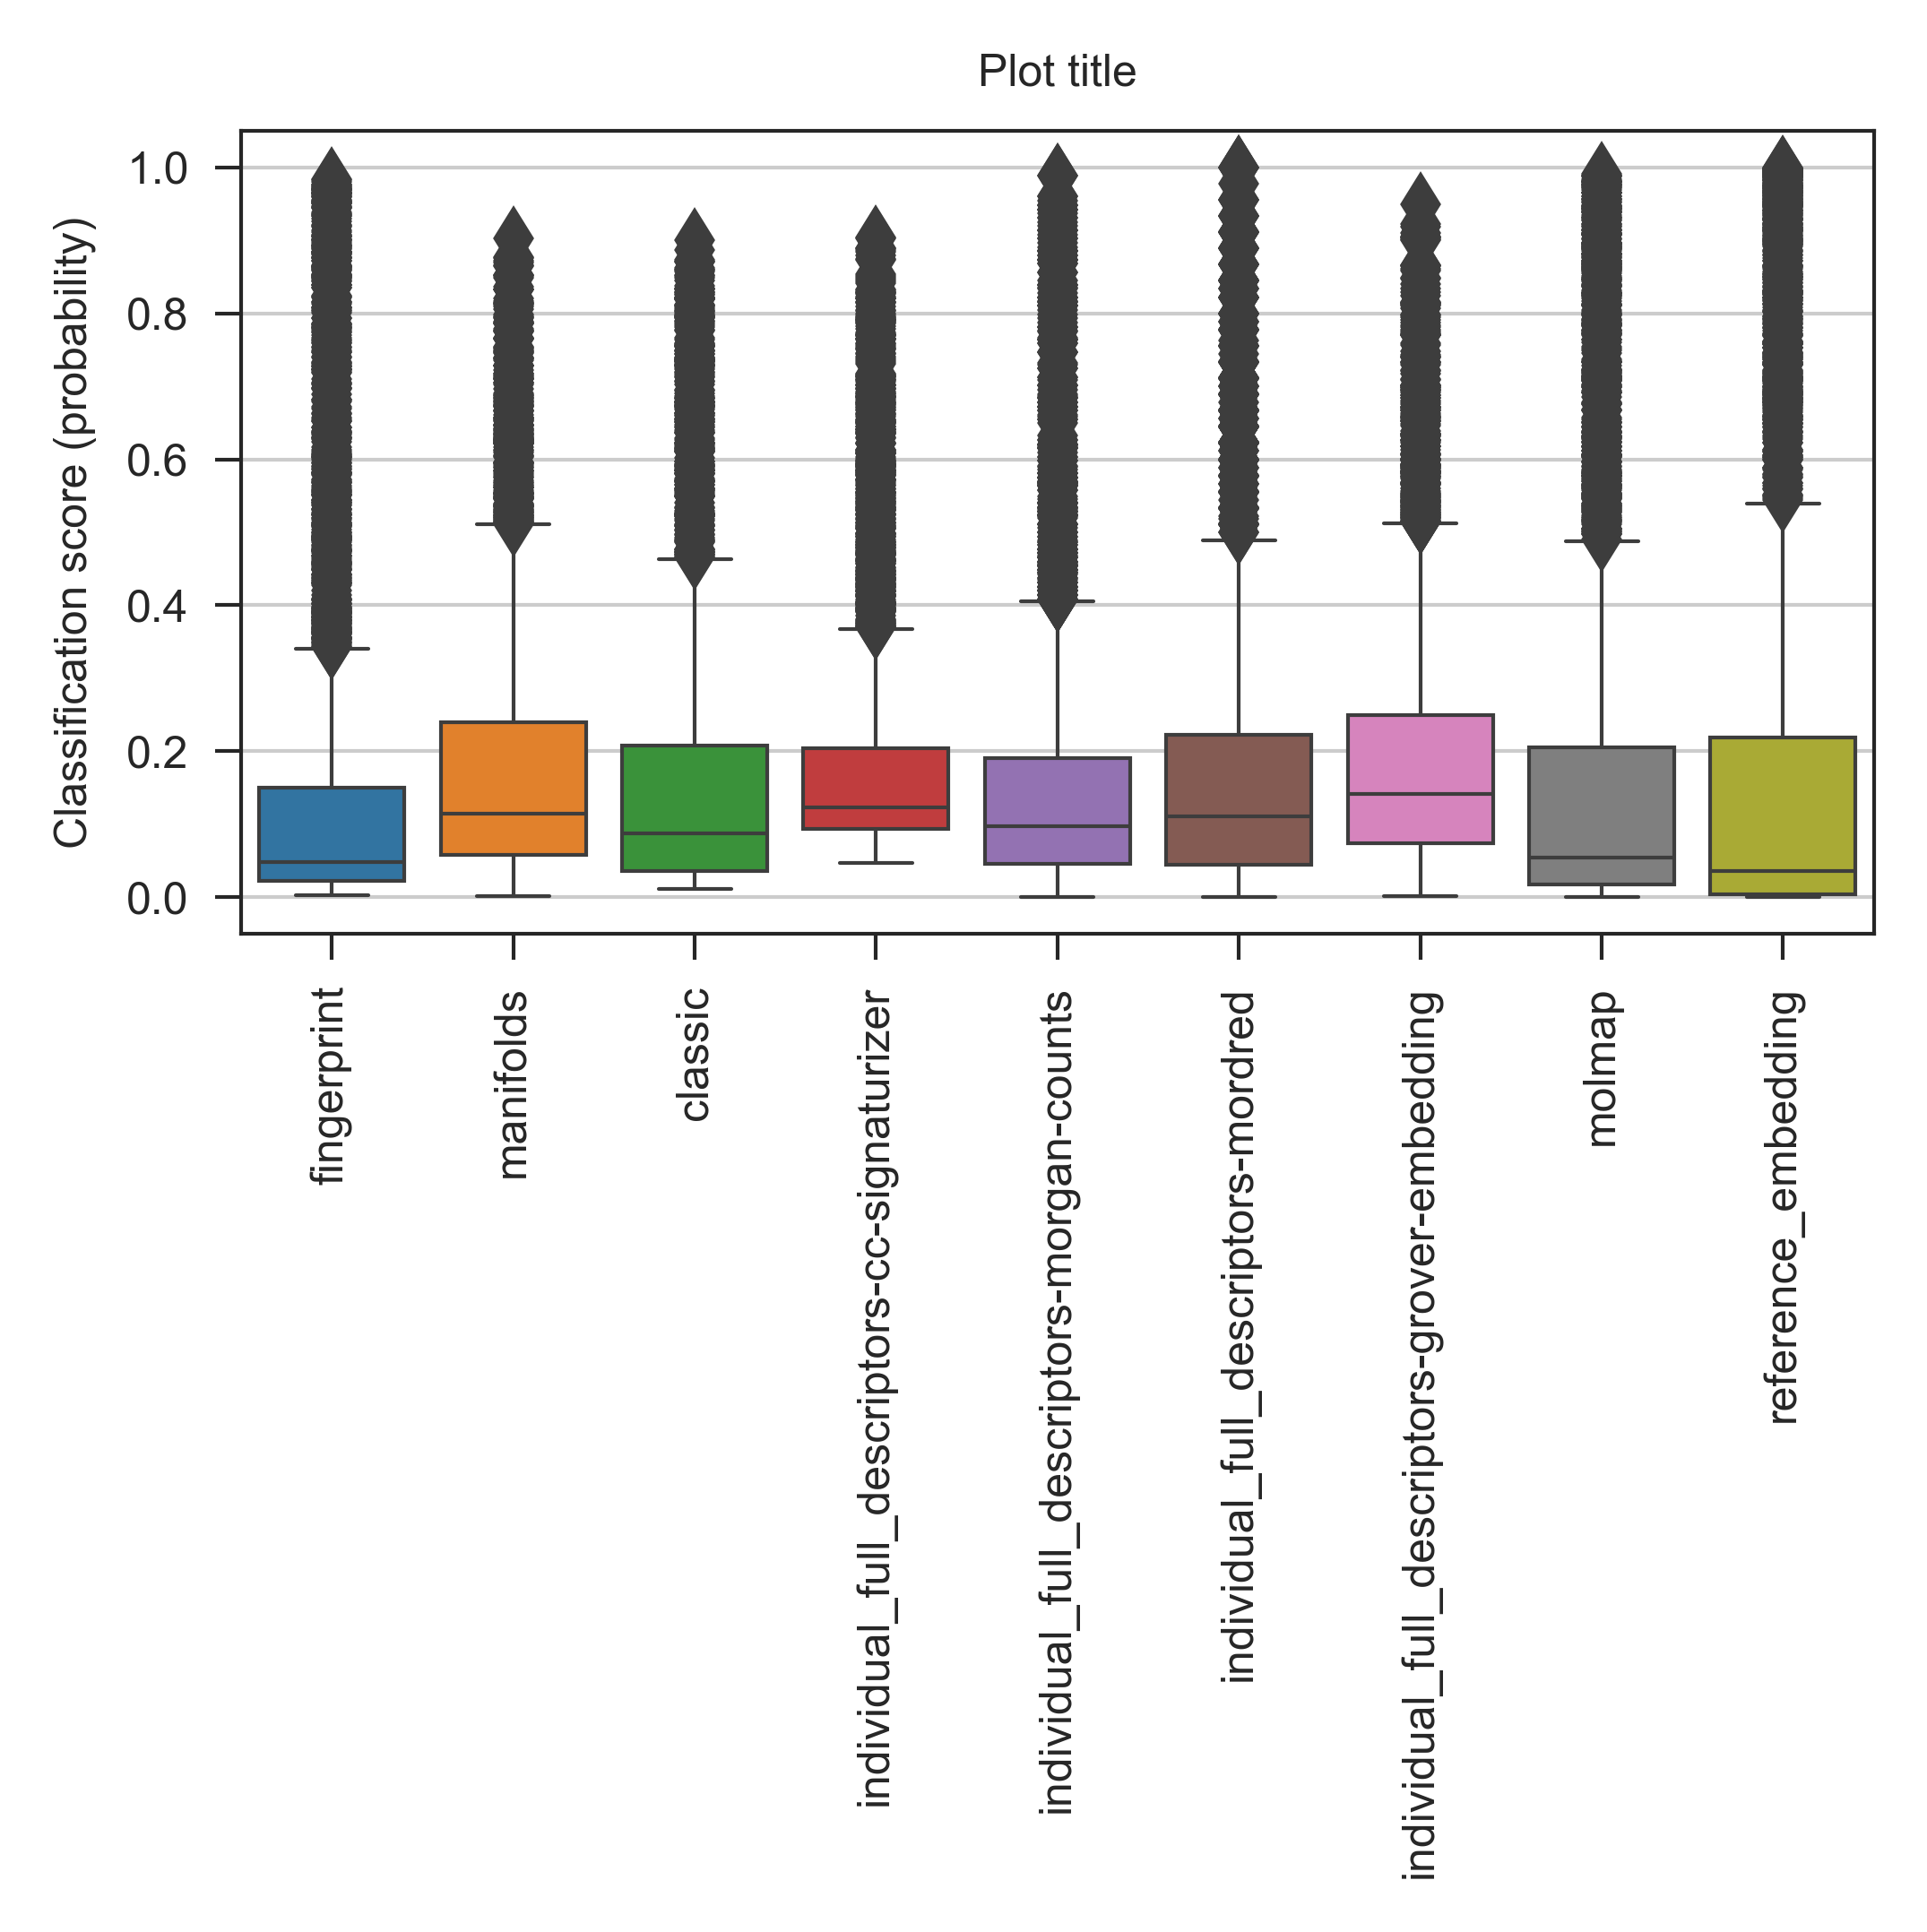 Plot title
Classification score (probability)
1.0
0.8
0.6
0.4
0.2
0.0
fingerprint
manifolds
classic
individual_full_descriptors-cc-signaturizer
individual_full_descriptors-morgan-counts
individual_full_descriptors-mordred
individual_full_descriptors-grover-embedding
molmap
reference_embedding